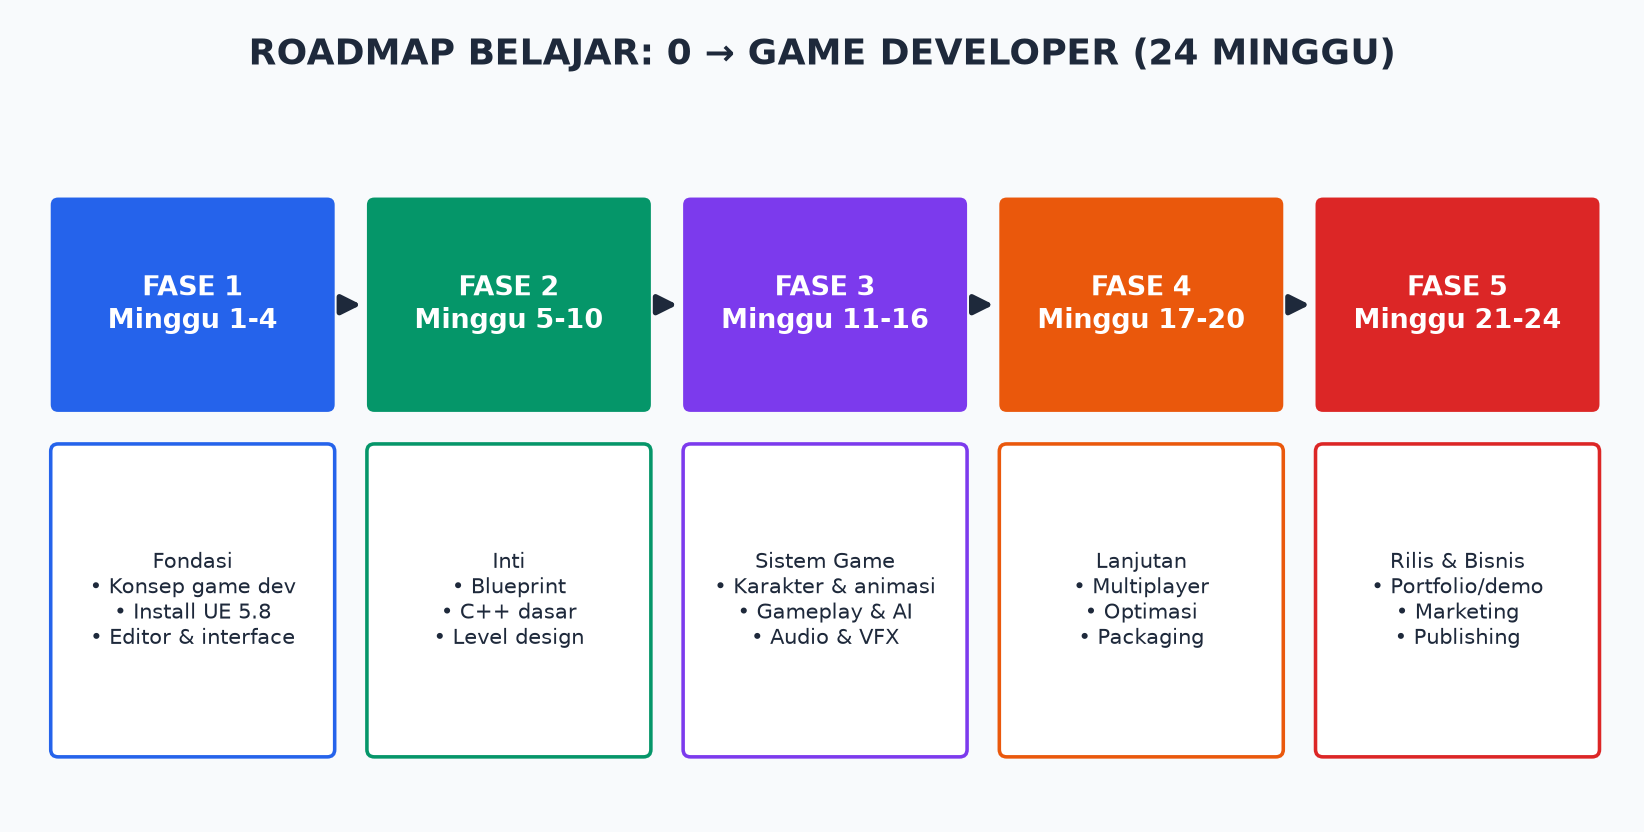 ROADMAP BELAJAR: 0 → GAME DEVELOPER (24 MINGGU)
FASE 1
Minggu 1-4
FASE 2
Minggu 5-10
FASE 3
Minggu 11-16
FASE 4
Minggu 17-20
FASE 5
Minggu 21-24
Fondasi
• Konsep game dev
• Install UE 5.8
• Editor & interface
Inti
• Blueprint
• C++ dasar
• Level design
Sistem Game
• Karakter & animasi
• Gameplay & AI
• Audio & VFX
Lanjutan
• Multiplayer
• Optimasi
• Packaging
Rilis & Bisnis
• Portfolio/demo
• Marketing
• Publishing